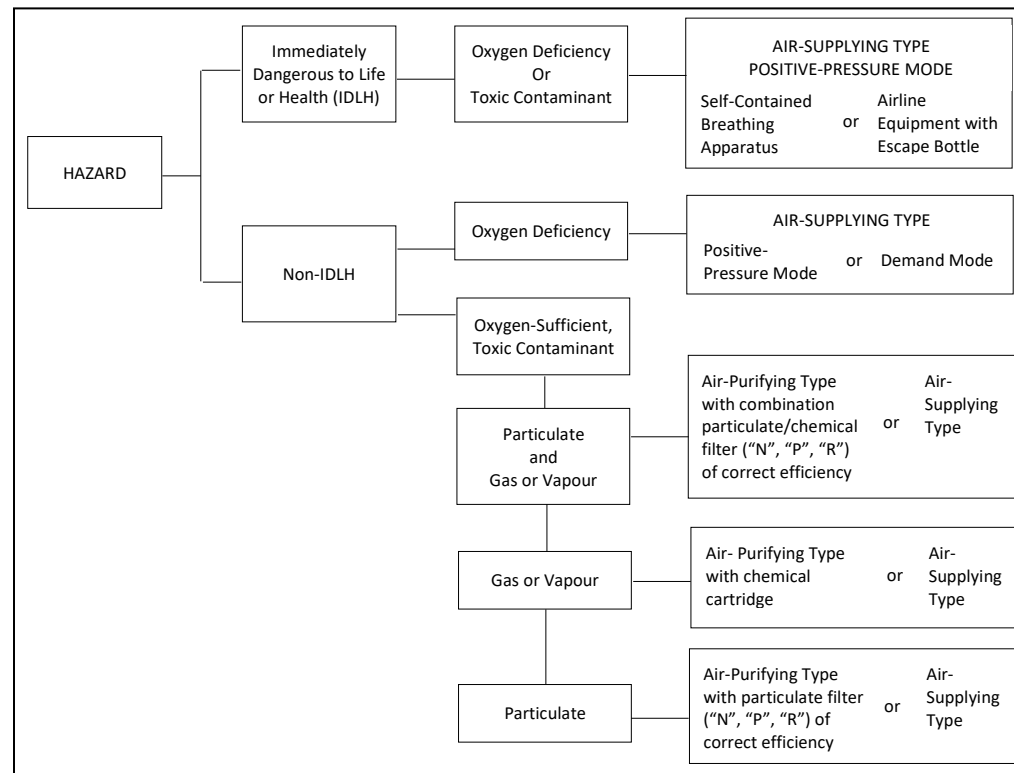 HAZARD
Immediately
Dangerous to Life
or Health (IDLH)
Oxygen Deficiency
Or
Toxic Contaminant
AIR-SUPPLYING TYPE
POSITIVE-PRESSURE MODE
Self-Contained
Breathing
Apparatus
or
Airline
Equipment with
Escape Bottle
Non-IDLH
Oxygen Deficiency
AIR-SUPPLYING TYPE
Positive-
Pressure Mode
or
Demand Mode
Oxygen-Sufficient,
Toxic Contaminant
Particulate
and
Gas or Vapour
Air-Purifying Type
with combination
particulate/chemical
filter (“N”, “P”, “R”)
of correct efficiency
or
Air-
Supplying
Type
Gas or Vapour
Air- Purifying Type
with chemical
cartridge
or
Air-
Supplying
Type
Particulate
Air-Purifying Type
with particulate filter
(“N”, “P”, “R”) of
correct efficiency
or
Air-
Supplying
Type